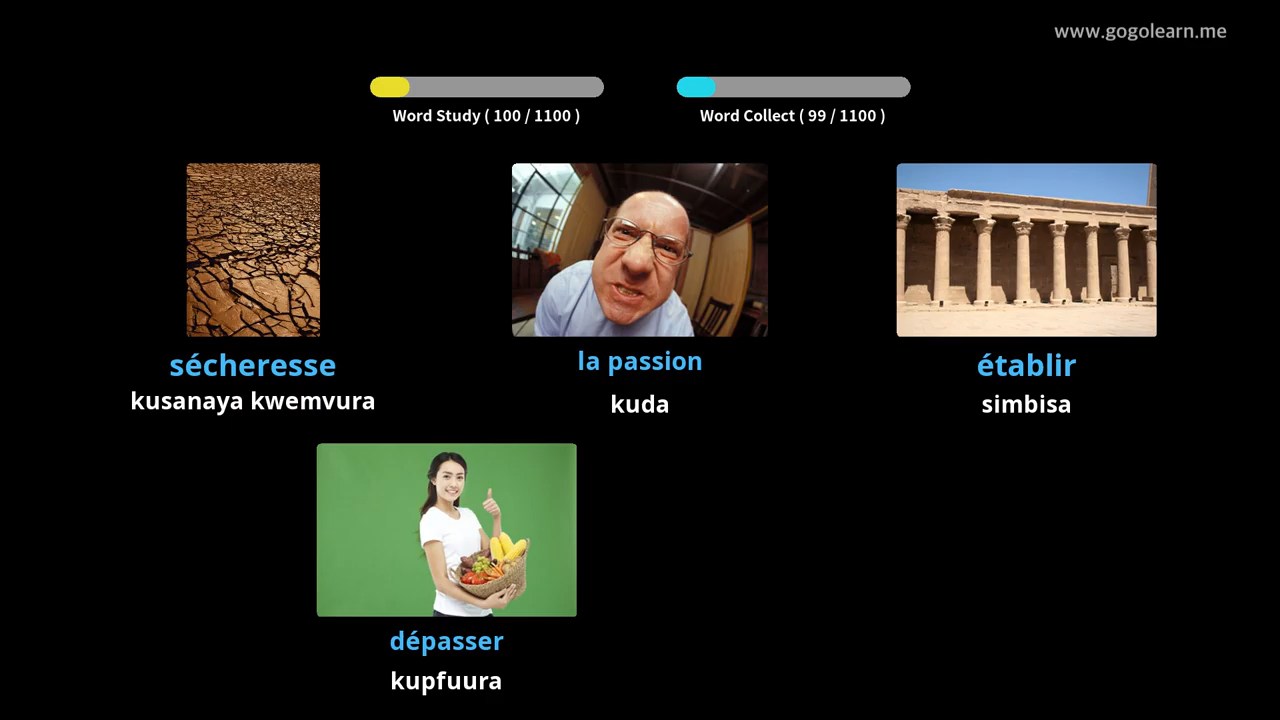 www.gogolearn.me
Word Study ( 100 / 1100 )
Word Collect ( 99 / 1100 )
sécheresse
kusanaya kwemvura
la passion
kuda
établir
simbisa
dépasser
kupfuura